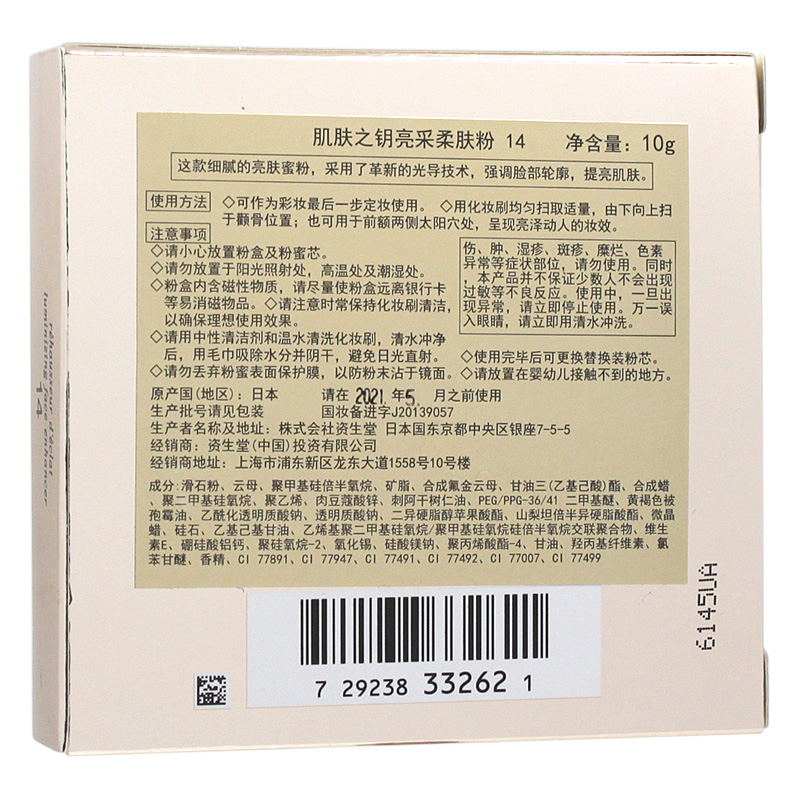 肌肤之钥亮采柔肤粉 14 净含量：10g
这款细腻的亮肤蜜粉，采用了革新的光导技术，强调脸部轮廓，提亮肌肤。
使用方法 ◇可作为彩妆最后一步定妆使用。 ◇用化妆刷均匀扫取适量，由下向上扫
于颧骨位置；也可用于前额两侧太阳穴处，呈现亮泽动人的妆效。
注意事项
◇请小心放置粉盒及粉蜜芯。
◇请勿放置于阳光照射处，高温处及潮湿处。
◇粉盒内含磁性物质，请尽量使粉盒远离银行卡
等易消磁物品。◇请注意时常保持化妆刷清洁，
以确保理想使用效果。
◇请用中性清洁剂和温水清洗化妆刷，清水冲净
后，用毛巾吸除水分并阴干，避免日光直射。
◇请勿丢弃粉蜜表面保护膜，以防粉末沾于镜面。
伤、肿、湿疹、斑疹、糜烂、色素
异常等症状部位，请勿使用。同时
，本产品并不保证少数人不会出现
过敏等不良反应。使用中，一旦出
现异常，请立即停止使用。万一误
入眼睛，请立即用清水冲洗。
◇使用完毕后可更换替换装粉芯。
◇请放置在婴幼儿接触不到的地方。
原产国(地区)：日本 请在 2021 年 5 月之前使用
生产批号请见包装 国妆备进字J20139057
生产者名称及地址：株式会社资生堂 日本国东京都中央区银座7-5-5
经销商：资生堂(中国)投资有限公司
经销商地址：上海市浦东新区龙东大道1558号10号楼
成分：滑石粉、云母、聚甲基硅倍半氧烷、矿脂、合成氟金云母、甘油三(乙基己酸)酯、合成蜡
、聚二甲基硅氧烷、聚乙烯、肉豆蔻酸锌、刺阿干树仁油、PEG/PPG-36/41 二甲基醚、黄褐色被
孢霉油、乙酰化透明质酸钠、透明质酸钠、二异硬脂醇苹果酸酯、山梨坦倍半异硬脂酸酯、微晶
蜡、硅石、乙基己基甘油、乙烯基聚二甲基硅氧烷/聚甲基硅氧烷硅倍半氧烷交联聚合物、维生
素E、硼硅酸铝钙、聚硅氧烷-2、氧化锡、硅酸镁钠、聚丙烯酸酯-4、甘油、羟丙基纤维素、氯
苯甘醚、香精、CI 77891、CI 77947、CI 77491、CI 77492、CI 77007、CI 77499
7 29238 33262 1
6145UA
réhausseur d'éclat
luminizing face enhancer
14